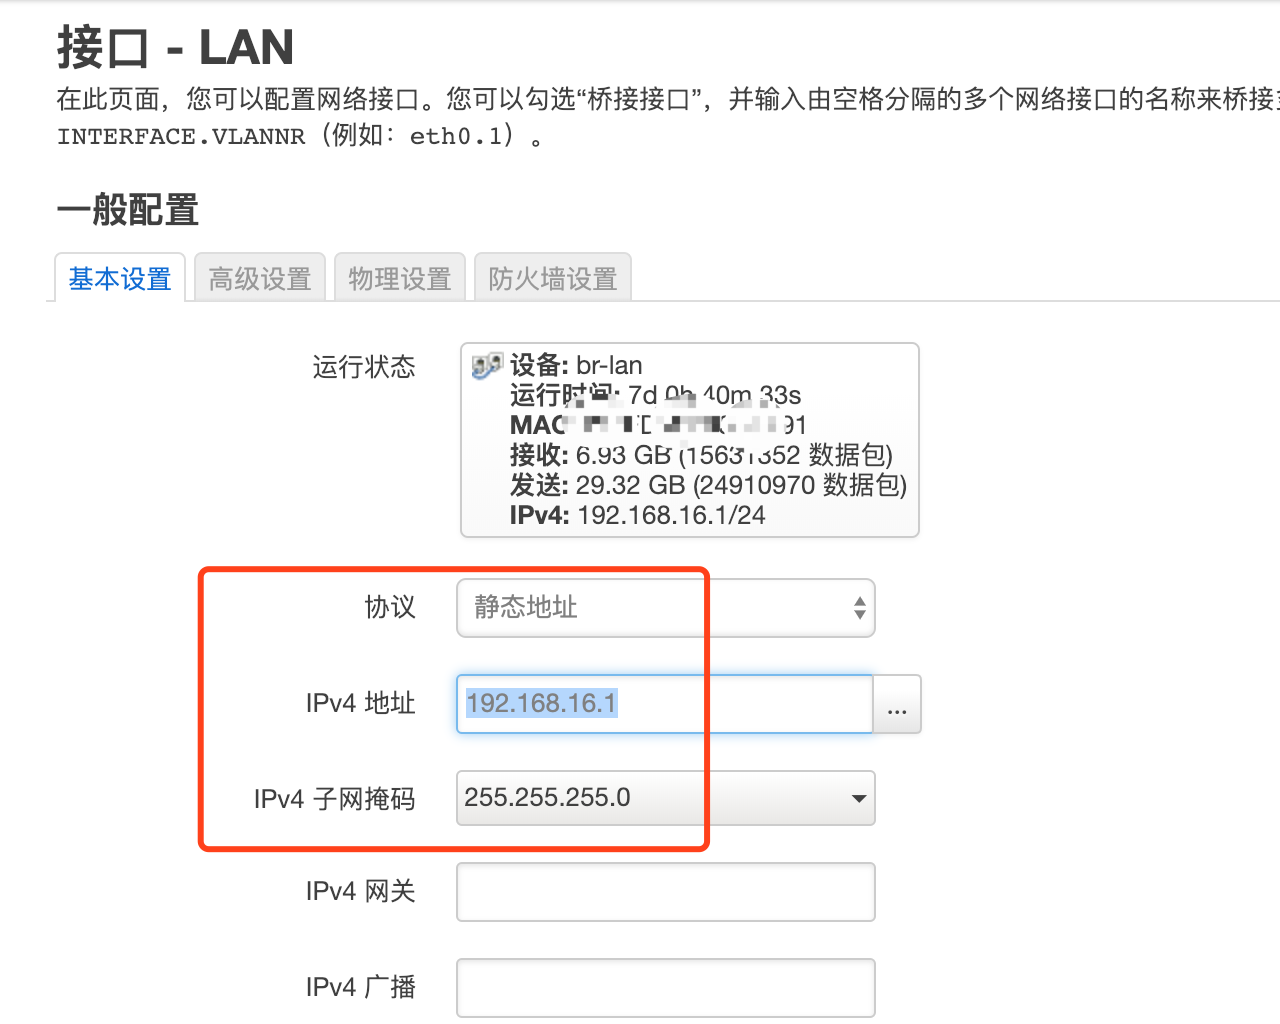 接口 - LAN
在此页面，您可以配置网络接口。您可以勾选“桥接接口”，并输入由空格分隔的多个网络接口的名称来桥接
INTERFACE.VLANNR（例如：eth0.1）。
一般配置
基本设置 高级设置 物理设置 防火墙设置
运行状态
设备: br-lan
运行时间: 7d 0h 40m 33s
MAC 91
接收: 6.93 GB (15631352 数据包)
发送: 29.32 GB (24910970 数据包)
IPv4: 192.168.16.1/24
协议 静态地址
IPv4 地址 192.168.16.1 ...
IPv4 子网掩码 255.255.255.0
IPv4 网关
IPv4 广播